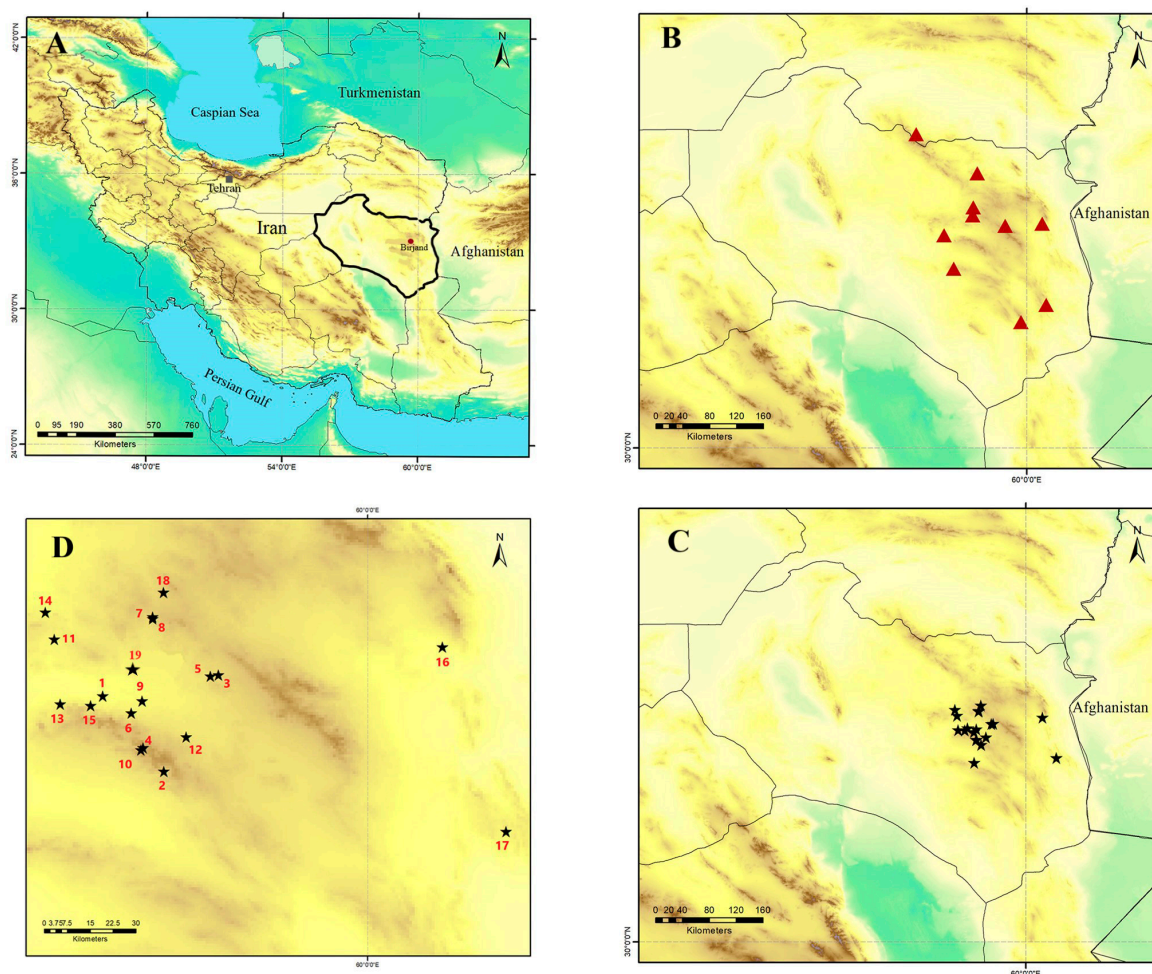 A
N
42°0'0"N
36°0'0"N
30°0'0"N
24°0'0"N
Caspian Sea
Turkmenistan
Tehran
Iran
Birjand
Afghanistan
Persian Gulf
0 95 190 380 570 760
Kilometers
48°0'0"E 54°0'0"E 60°0'0"E
B
N
Afghanistan
0 20 40 80 120 160
Kilometers
30°0'0"N
60°0'0"E
60°0'0"E
D
N
18
14
7
8
11
19
5
3
16
1
9
13
15
6
4
12
10
2
17
0 3.757.5 15 22.5 30
Kilometers
60°0'0"E
C
N
Afghanistan
0 20 40 80 120 160
Kilometers
30°0'0"N
60°0'0"E